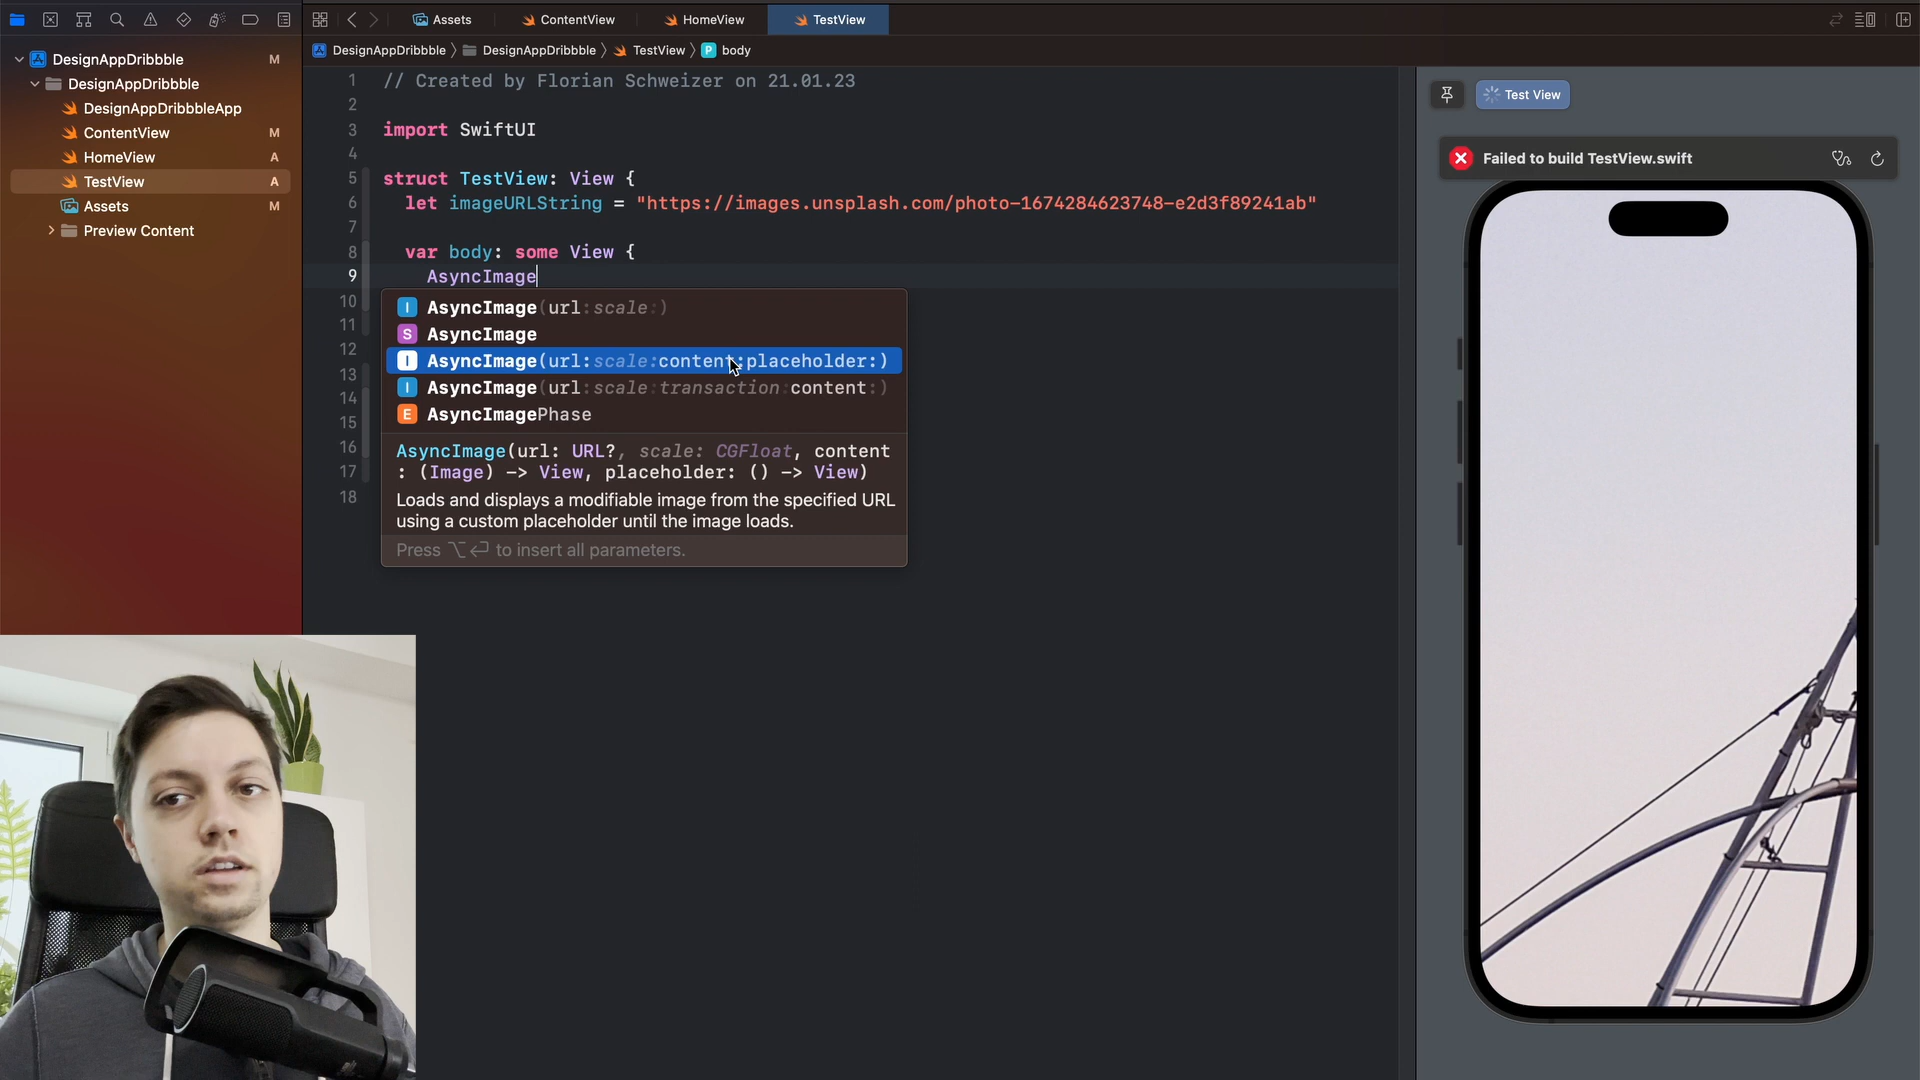 Assets
ContentView
HomeView
TestView
DesignAppDribbble M
DesignAppDribbble
DesignAppDribbbleApp
ContentView M
HomeView A
TestView A
Assets M
Preview Content
DesignAppDribbble 〉 DesignAppDribbble 〉 TestView 〉 P body
1 // Created by Florian Schweizer on 21.01.23
2
3 import SwiftUI
4
5 struct TestView: View {
6 let imageURLString = "https://images.unsplash.com/photo-1674284623748-e2d3f89241ab"
7
8 var body: some View {
9 AsyncImage
10
11
12
13
14
15
16
17
18
I AsyncImage(url:scale:)
S AsyncImage
I AsyncImage(url:scale:content:placeholder:)
I AsyncImage(url:scale:transaction:content:)
E AsyncImagePhase
AsyncImage(url: URL?, scale: CGFloat, content
: (Image) -> View, placeholder: () -> View)
Loads and displays a modifiable image from the specified URL
using a custom placeholder until the image loads.
Press ⌥⏎ to insert all parameters.
Test View
Failed to build TestView.swift